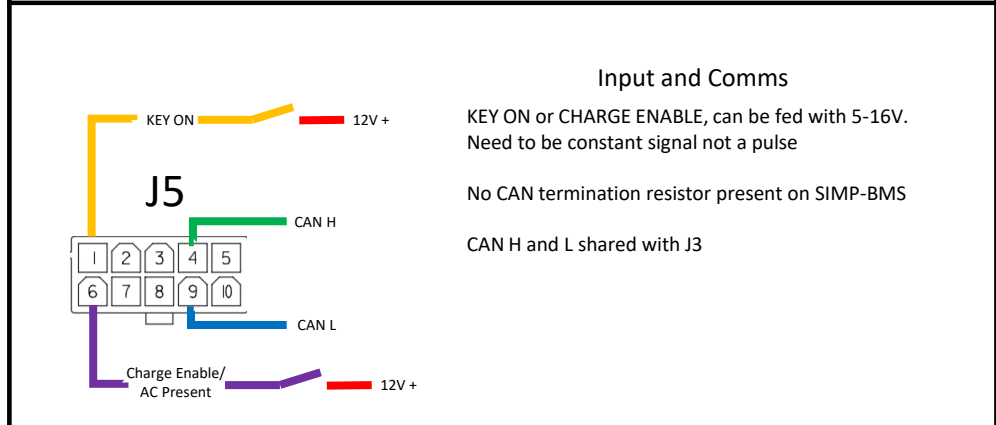 Input and Comms
KEY ON
12V +
KEY ON or CHARGE ENABLE, can be fed with 5-16V.
Need to be constant signal not a pulse
J5
No CAN termination resistor present on SIMP-BMS
CAN H
CAN H and L shared with J3
1 2 3 4 5
6 7 8 9 10
CAN L
Charge Enable/
AC Present
12V +